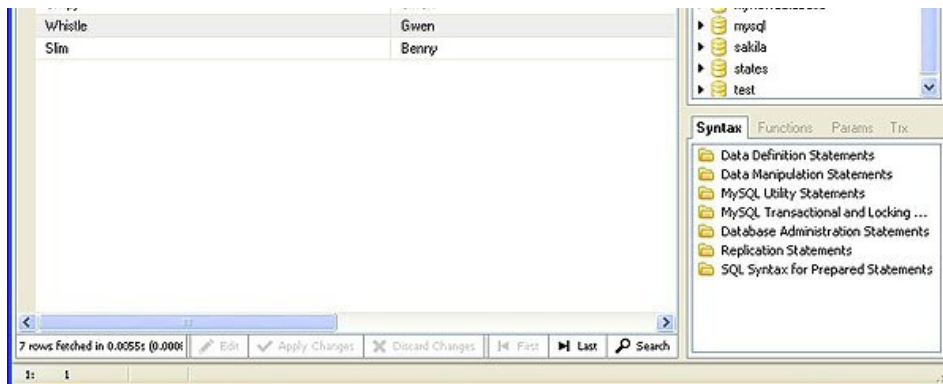 Whistle Gwen
Slim Benny
mysql
sakila
states
test
Syntax Functions Params Trx
Data Definition Statements
Data Manipulation Statements
MySQL Utility Statements
MySQL Transactional and Locking ...
Database Administration Statements
Replication Statements
SQL Syntax for Prepared Statements
7 rows fetched in 0.0055s (0.0006 Edit Apply Changes Discard Changes First Last Search
1: 1